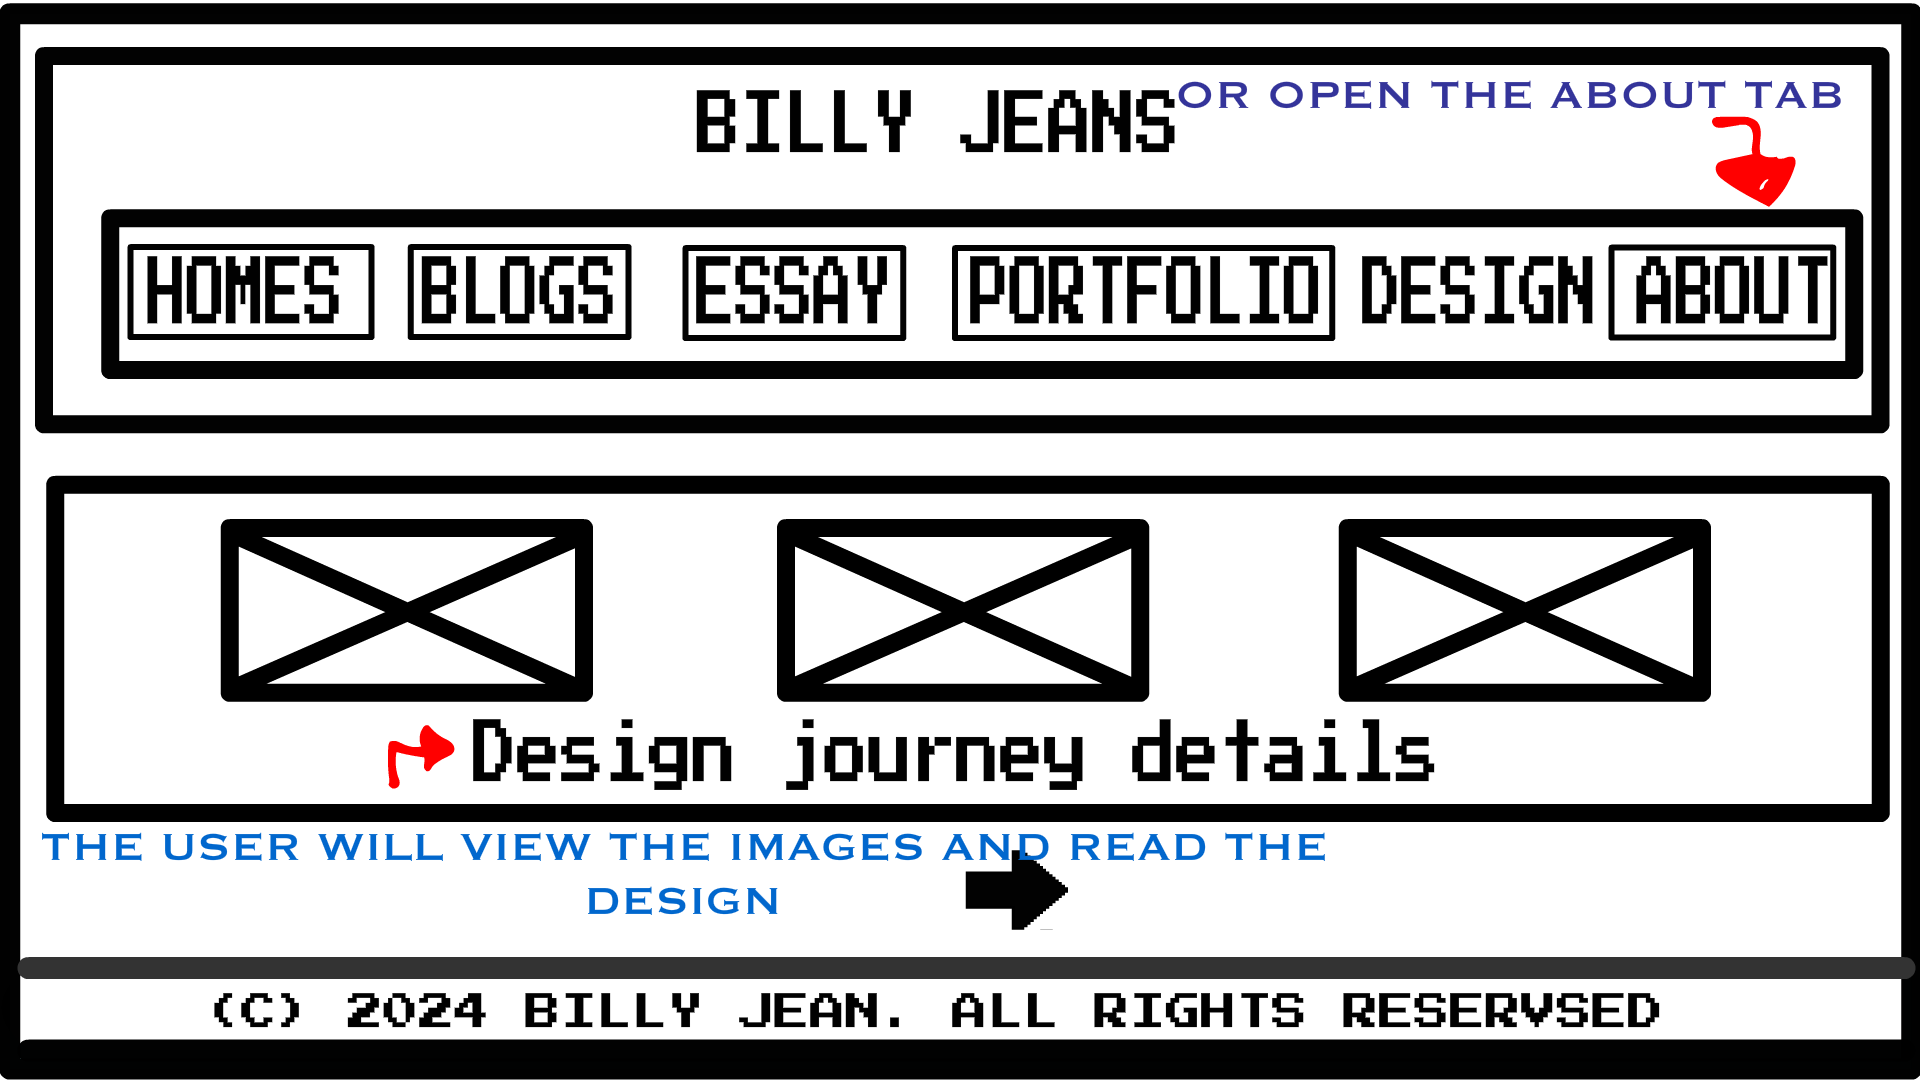 BILLY JEANS
OR OPEN THE ABOUT TAB
HOMES BLOGS ESSAY PORTFOLIO DESIGN ABOUT
Design journey details
THE USER WILL VIEW THE IMAGES AND READ THE
DESIGN
(C) 2024 BILLY JEAN. ALL RIGHTS RESERVSED